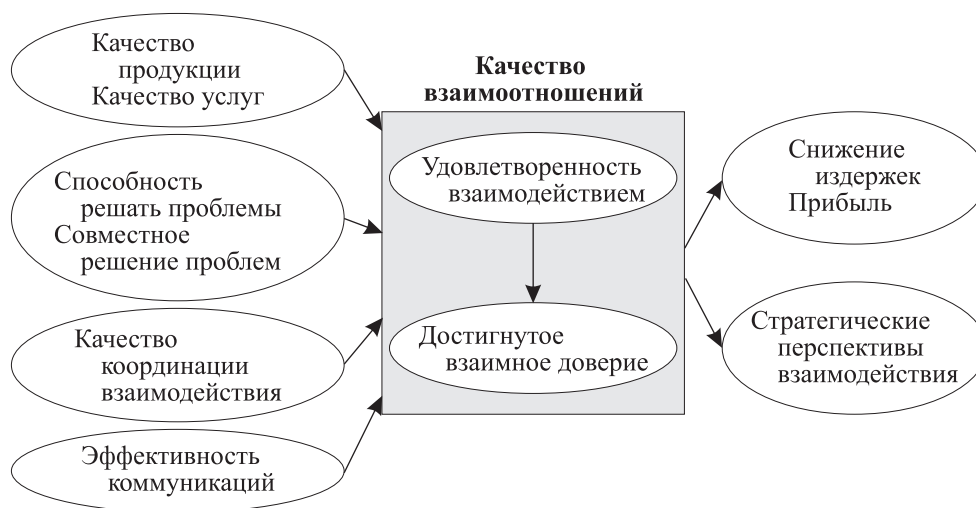 Качество
продукции
Качество услуг
Способность
решать проблемы
Совместное
решение проблем
Качество
координации
взаимодействия
Эффективность
коммуникаций
Качество
взаимоотношений
Удовлетворенность
взаимодействием
Достигнутое
взаимное доверие
Снижение
издержек
Прибыль
Стратегические
перспективы
взаимодействия